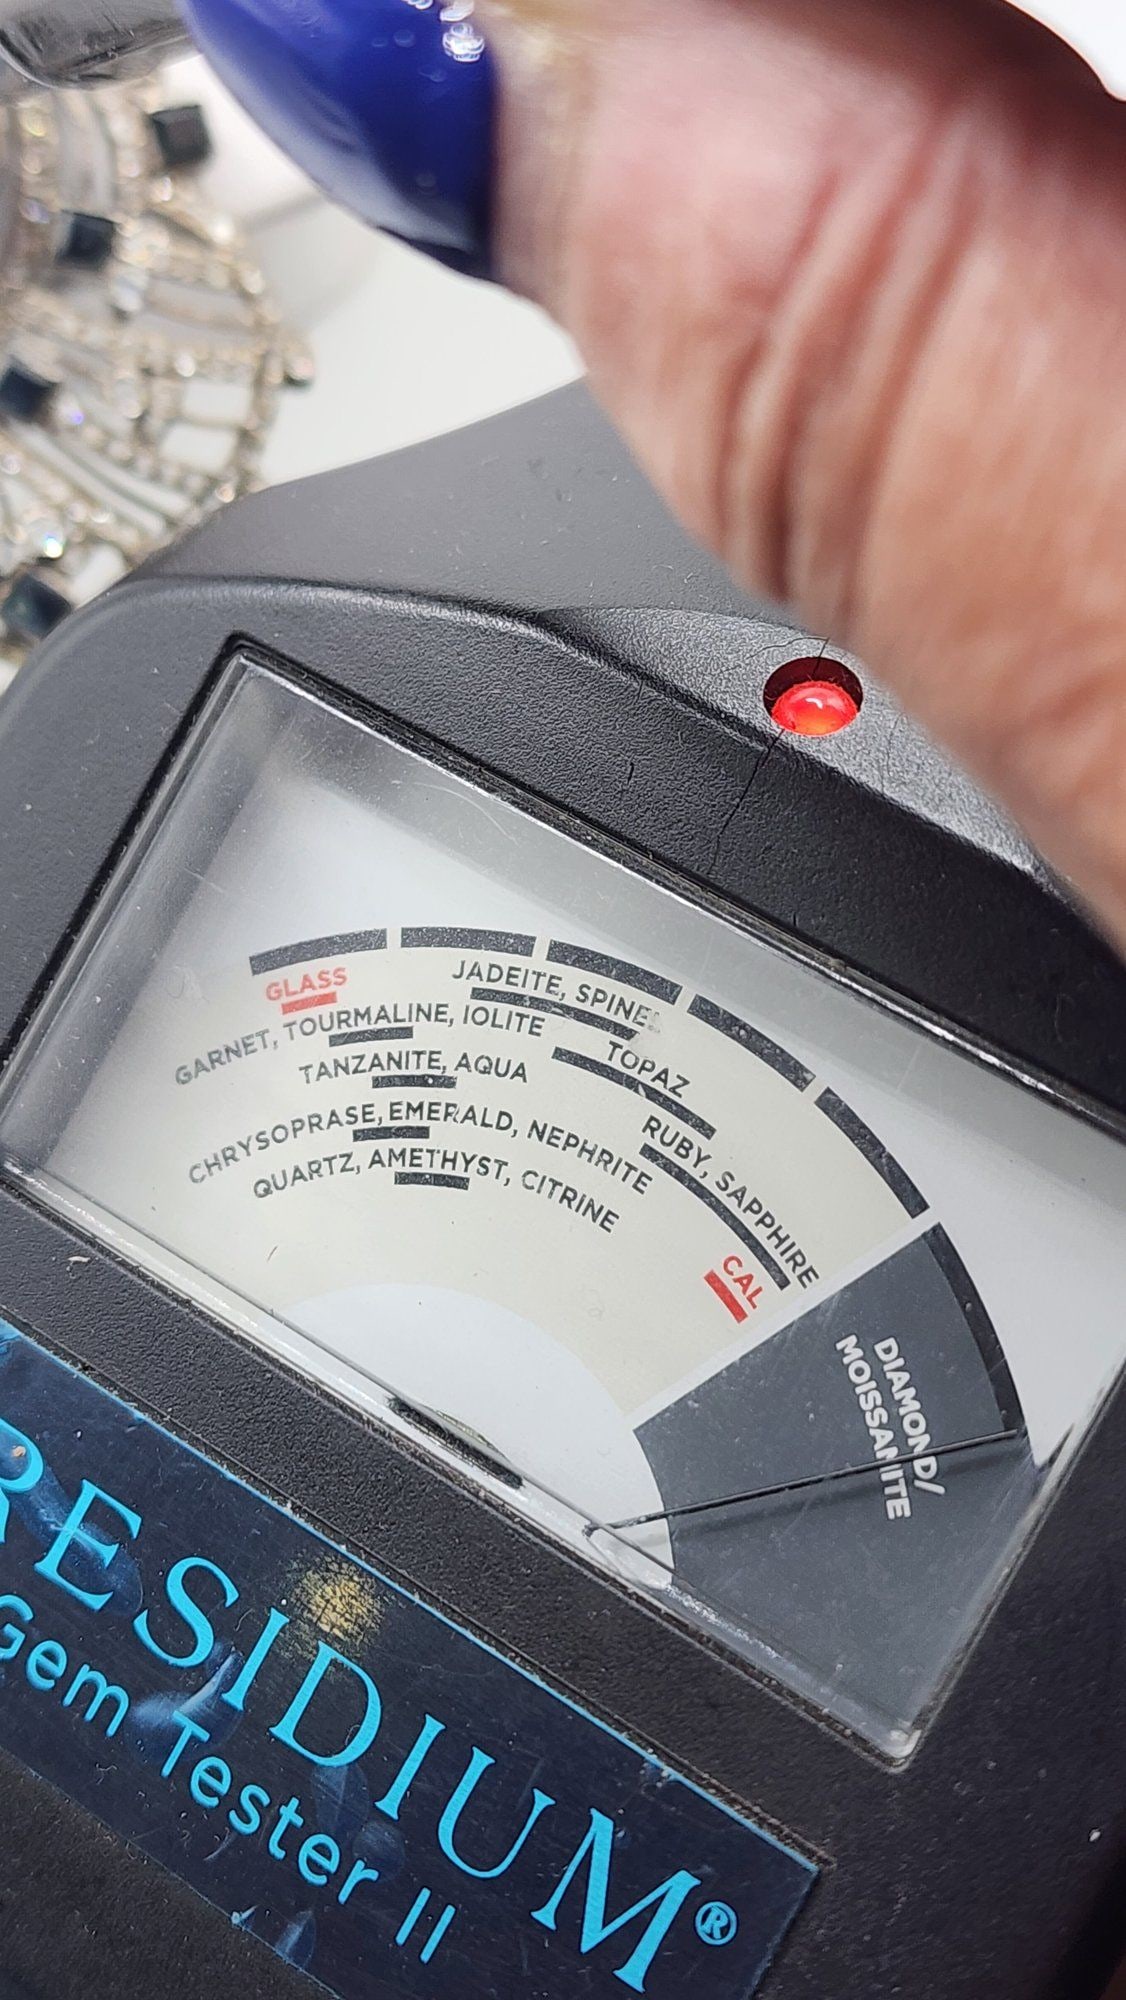 GLASS
JADEITE, SPINEL
GARNET, TOURMALINE, IOLITE
TOPAZ
TANZANITE, AQUA
RUBY, SAPPHIRE
CHRYSOPRASE, EMERALD, NEPHRITE
QUARTZ, AMETHYST, CITRINE
CAL
DIAMOND/
MOISSANITE
RESIDIUM®
Gem Tester II